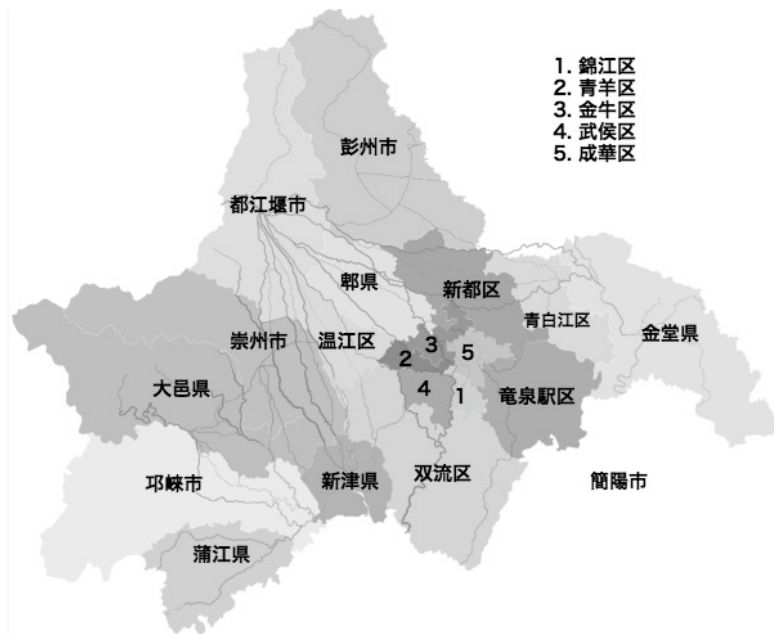 1. 錦江区
2. 青羊区
3. 金牛区
4. 武侯区
5. 成華区
彭州市
都江堰市
郫県
新都区
青白江区
金堂県
崇州市
温江区
3
2
5
大邑県
4
1
竜泉駅区
邛崍市
新津県
双流区
簡陽市
蒲江県